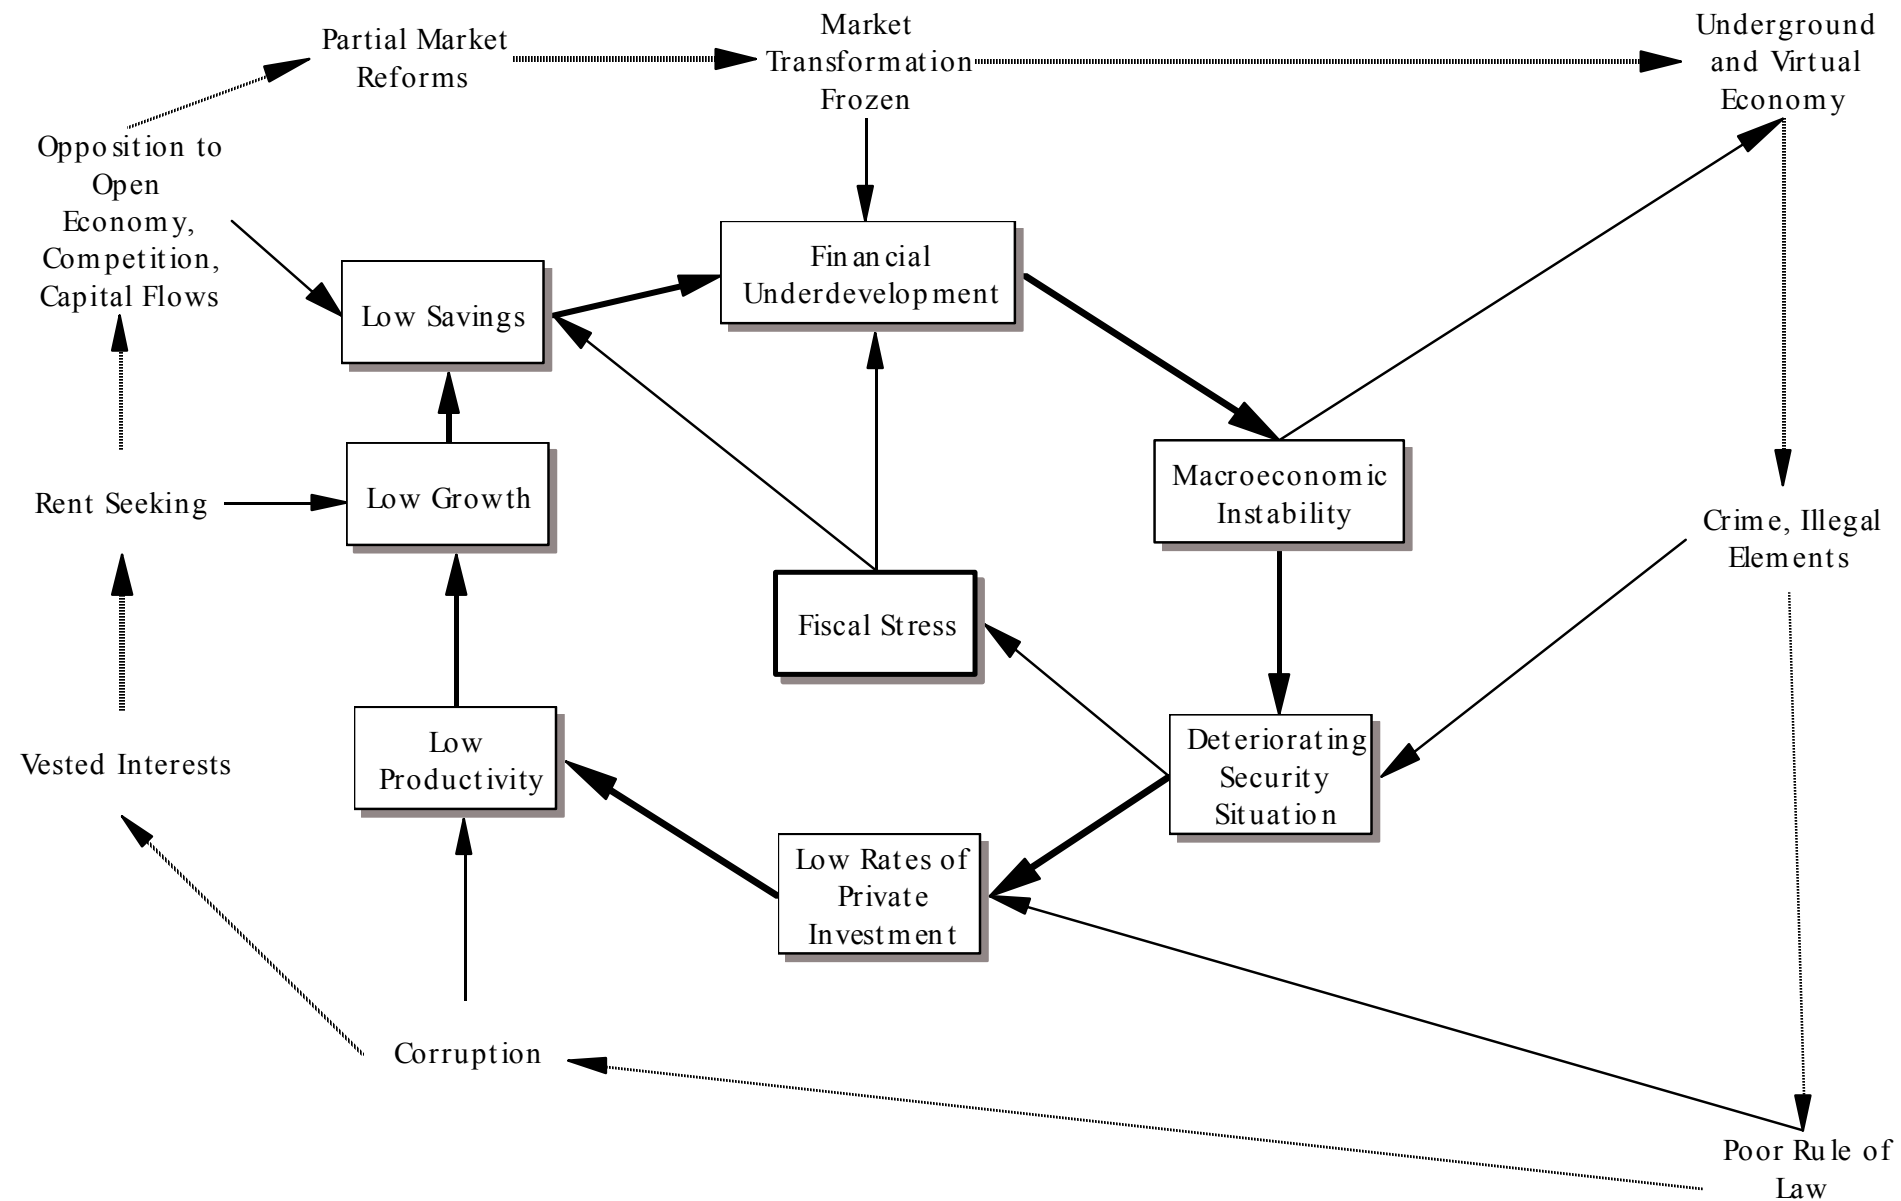 Partial Market
Reforms
Market
Transformation
Frozen
Underground
and Virtual
Economy
Opposition to
Open
Economy,
Competition,
Capital Flows
Low Savings
Financial
Underdevelopment
Rent Seeking
Low Growth
Macroeconomic
Instability
Crime, Illegal
Elements
Fiscal Stress
Vested Interests
Low
Productivity
Deteriorating
Security
Situation
Low Rates of
Private
Investment
Corruption
Poor Rule of
Law